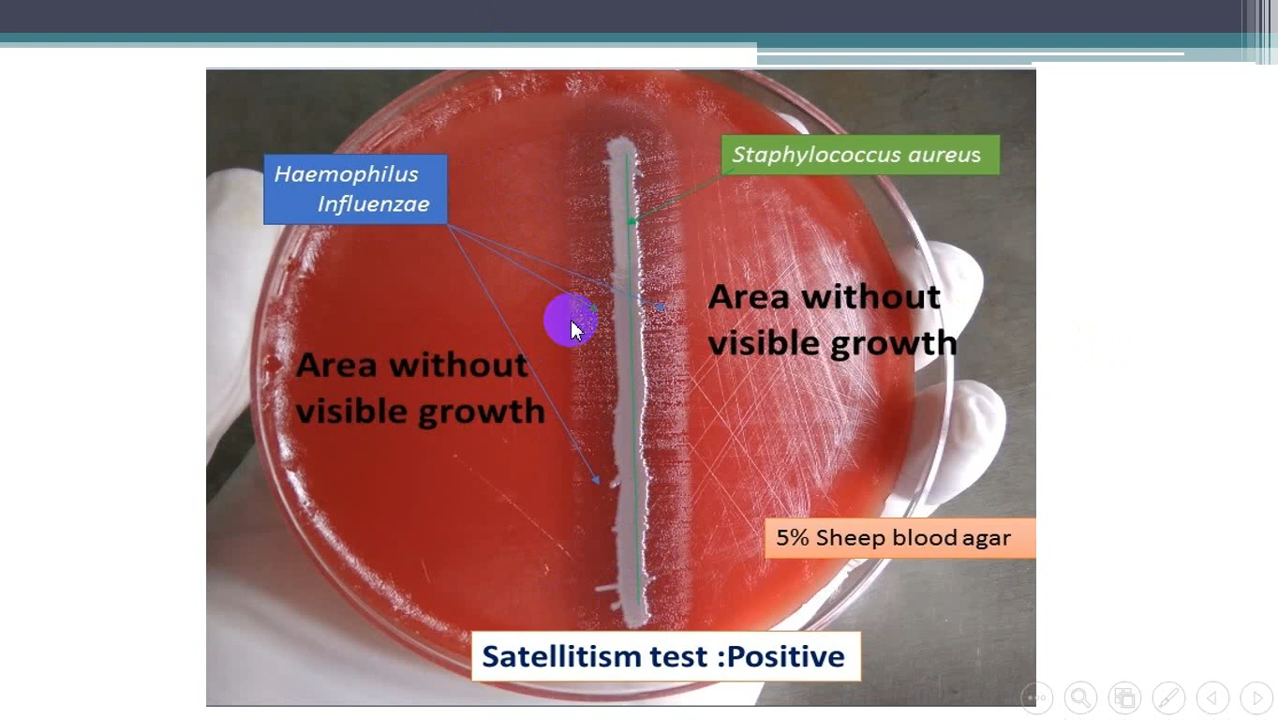 Haemophilus
Influenzae
Staphylococcus aureus
Area without
visible growth
Area without
visible growth
5% Sheep blood agar
Satellitism test :Positive